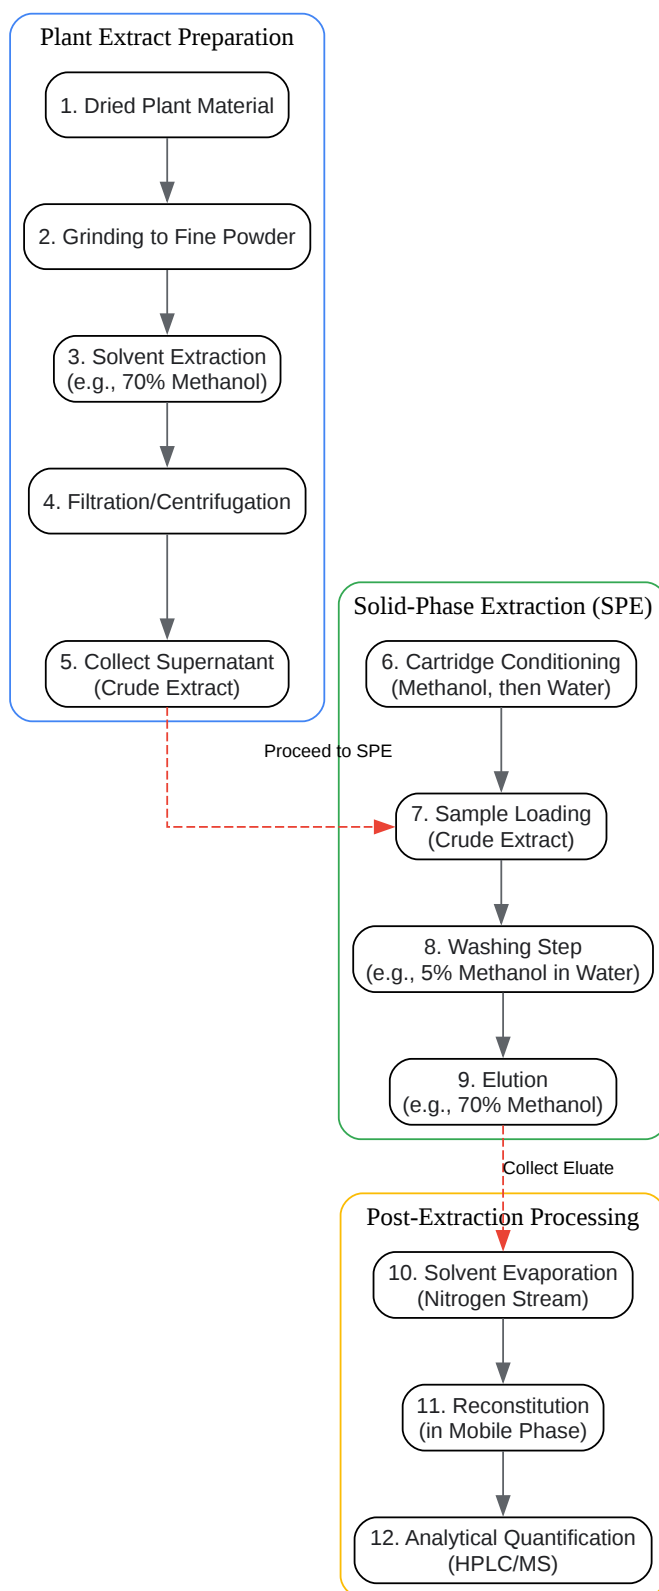 Plant Extract Preparation
1. Dried Plant Material
2. Grinding to Fine Powder
3. Solvent Extraction
(e.g., 70% Methanol)
4. Filtration/Centrifugation
5. Collect Supernatant
(Crude Extract)
Proceed to SPE
Solid-Phase Extraction (SPE)
6. Cartridge Conditioning
(Methanol, then Water)
7. Sample Loading
(Crude Extract)
8. Washing Step
(e.g., 5% Methanol in Water)
9. Elution
(e.g., 70% Methanol)
Collect Eluate
Post-Extraction Processing
10. Solvent Evaporation
(Nitrogen Stream)
11. Reconstitution
(in Mobile Phase)
12. Analytical Quantification
(HPLC/MS)